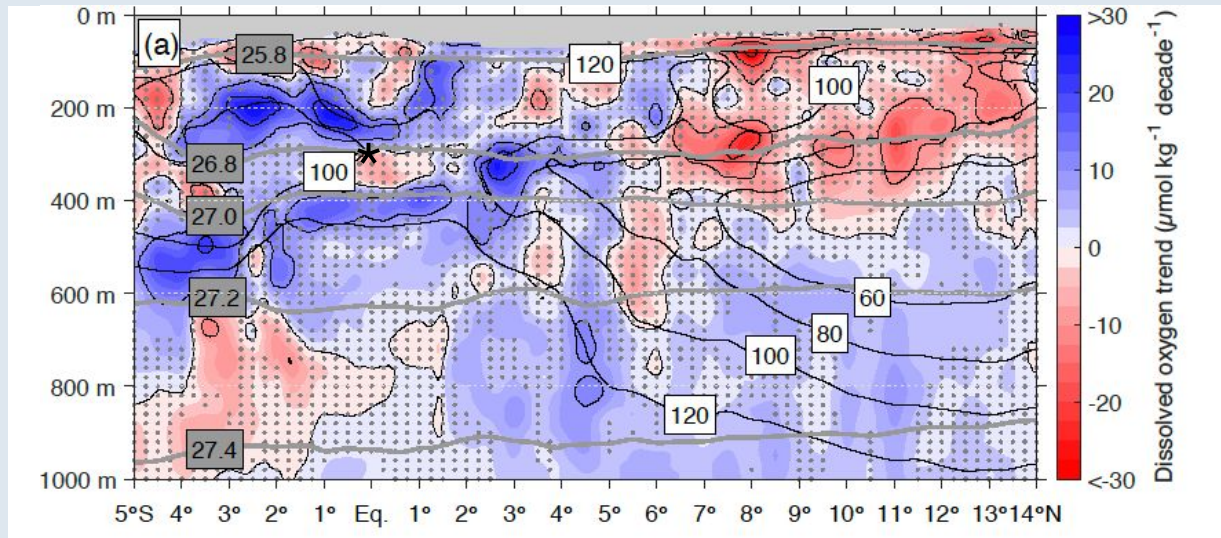 0 m
(a)
25.8
120
100
200 m
26.8
100
400 m
27.0
27.2
600 m
60
80
100
800 m
120
27.4
1000 m
5°S 4° 3° 2° 1° Eq. 1° 2° 3° 4° 5° 6° 7° 8° 9° 10° 11° 12° 13° 14°N
>30
20
10
0
-10
-20
<-30
Dissolved oxygen trend (μmol kg⁻¹ decade⁻¹)